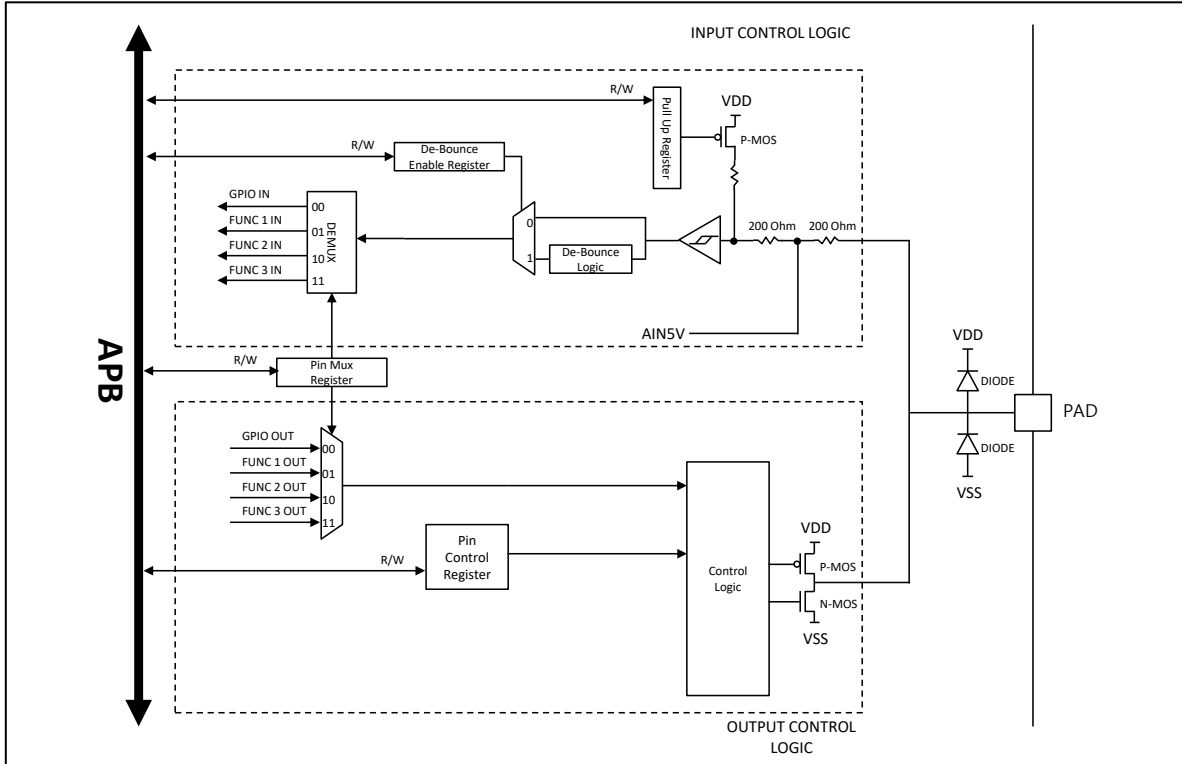 INPUT CONTROL LOGIC
R/W
Pull Up Register
VDD
P-MOS
R/W
De-Bounce
Enable Register
GPIO IN
FUNC 1 IN
FUNC 2 IN
FUNC 3 IN
00
01
10
11
DEMUX
0
1
De-Bounce
Logic
200 Ohm
200 Ohm
AIN5V
APB
R/W
Pin Mux
Register
VDD
DIODE
PAD
DIODE
VSS
GPIO OUT
FUNC 1 OUT
FUNC 2 OUT
FUNC 3 OUT
00
01
10
11
R/W
Pin
Control
Register
Control
Logic
VDD
P-MOS
N-MOS
VSS
OUTPUT CONTROL
LOGIC